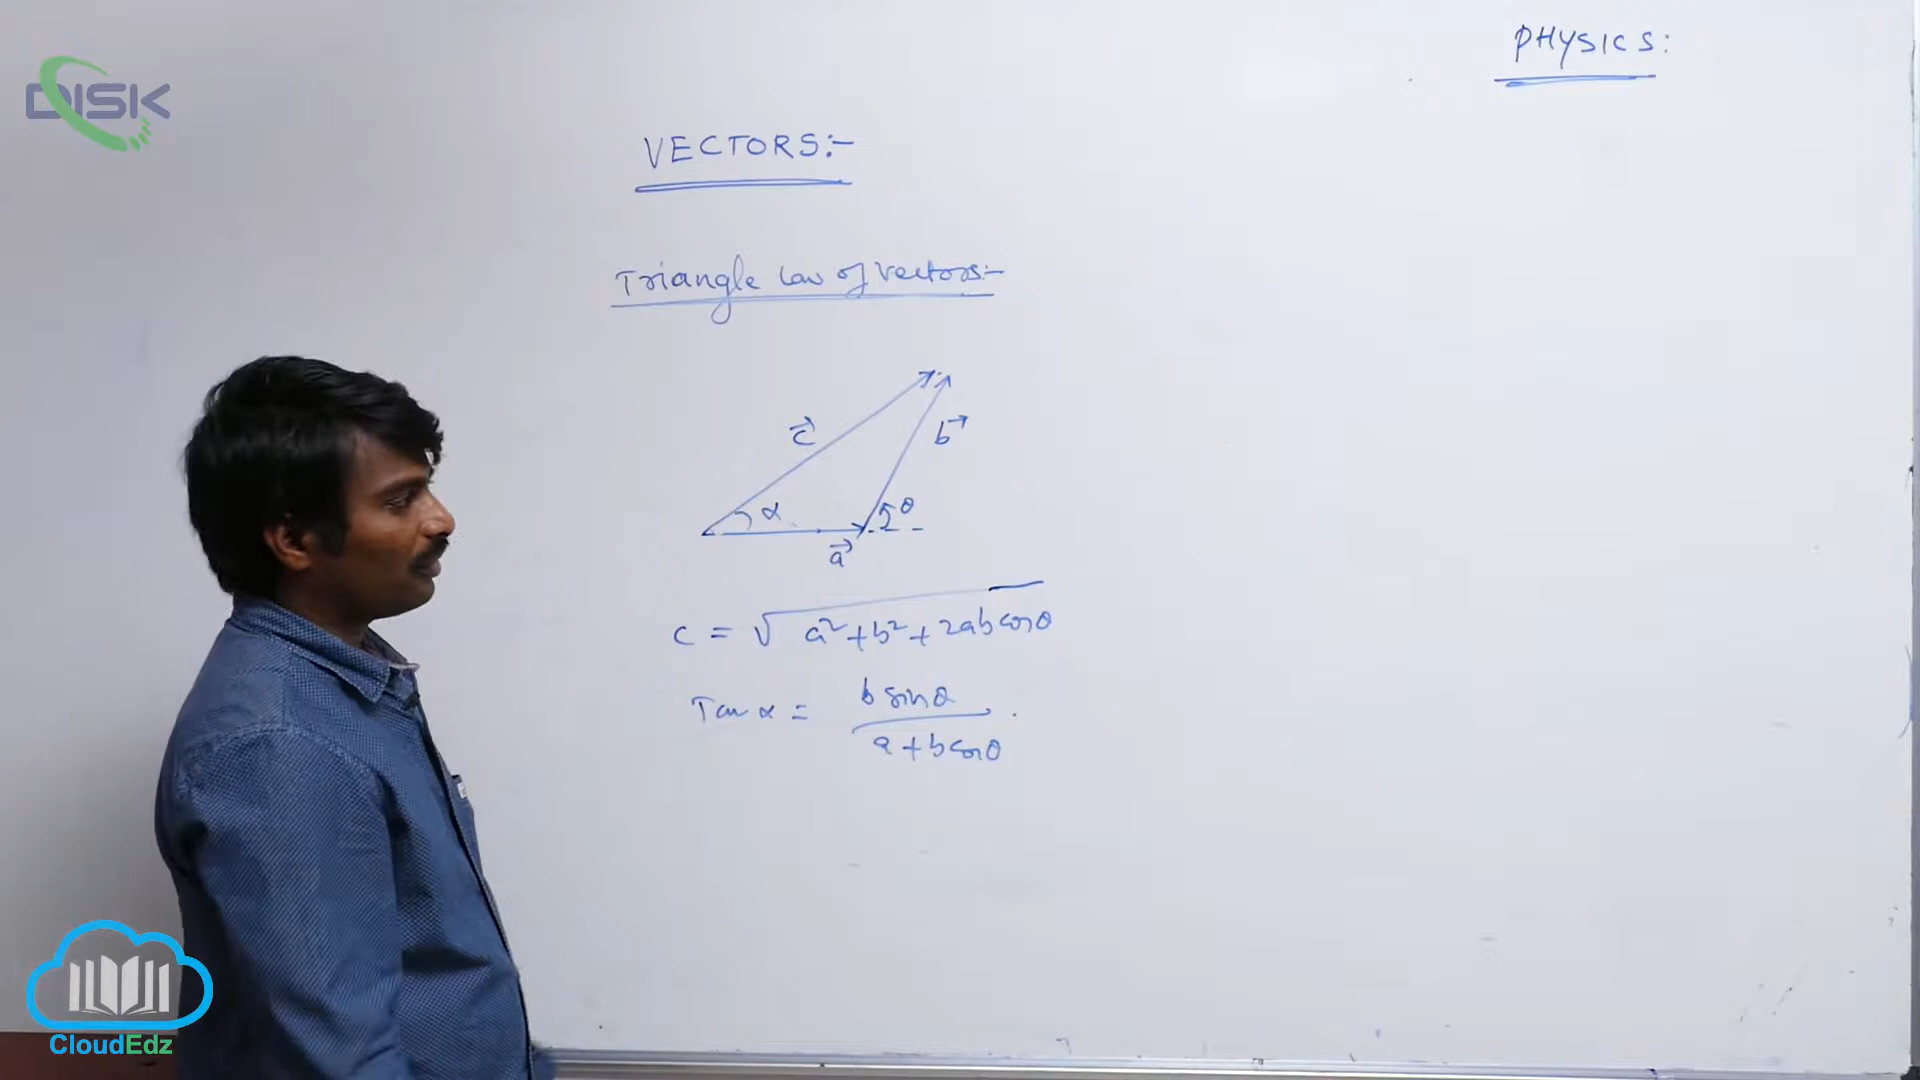 PHYSICS:
DISK
VECTORS:-
Triangle Law of Vectors:-
c⃗
b⃗
α
θ
a⃗
c = √a²+b²+2ab cosθ
Tan α = b sinθ
a+b cosθ
CloudEdz